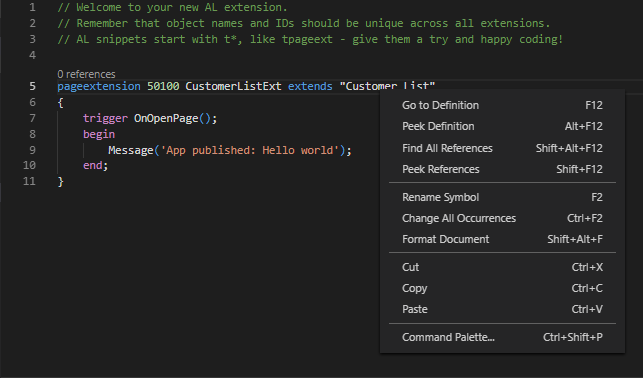 1 // Welcome to your new AL extension.
2 // Remember that object names and IDs should be unique across all extensions.
3 // AL snippets start with t*, like tpageext - give them a try and happy coding!
4
0 references
5 pageextension 50100 CustomerListExt extends "Customer List"
6 {
7 trigger OnOpenPage();
8 begin
9 Message('App published: Hello world');
10 end;
11 }
Go to Definition F12
Peek Definition Alt+F12
Find All References Shift+Alt+F12
Peek References Shift+F12
Rename Symbol F2
Change All Occurrences Ctrl+F2
Format Document Shift+Alt+F
Cut Ctrl+X
Copy Ctrl+C
Paste Ctrl+V
Command Palette... Ctrl+Shift+P